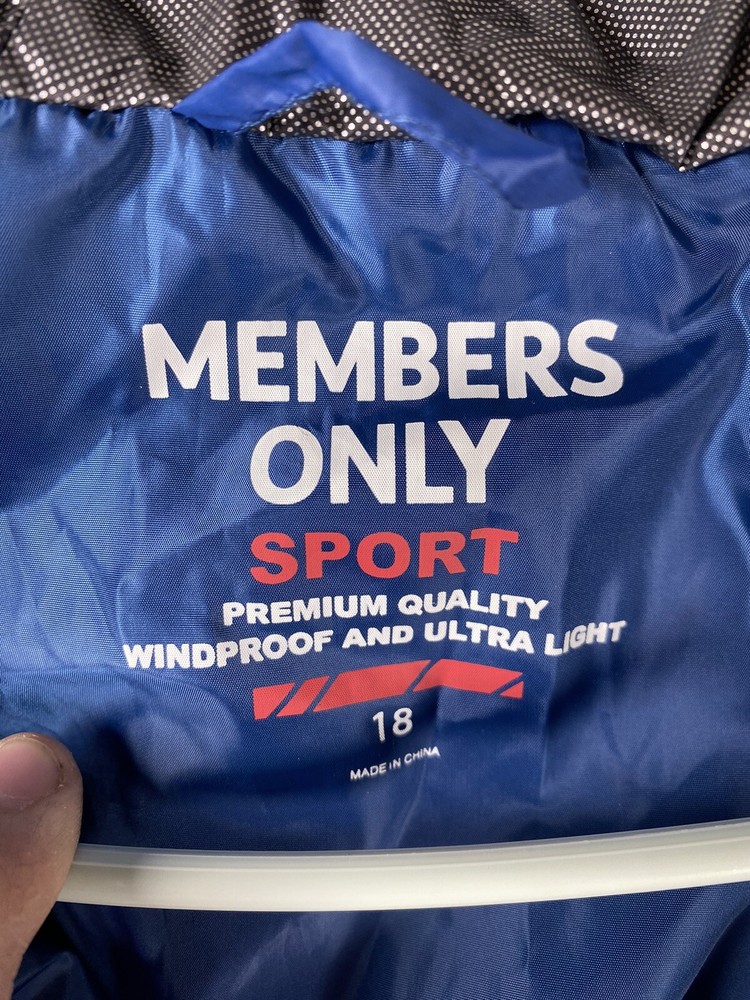 MEMBERS
ONLY
SPORT
PREMIUM QUALITY
WINDPROOF AND ULTRA LIGHT
18
MADE IN CHINA